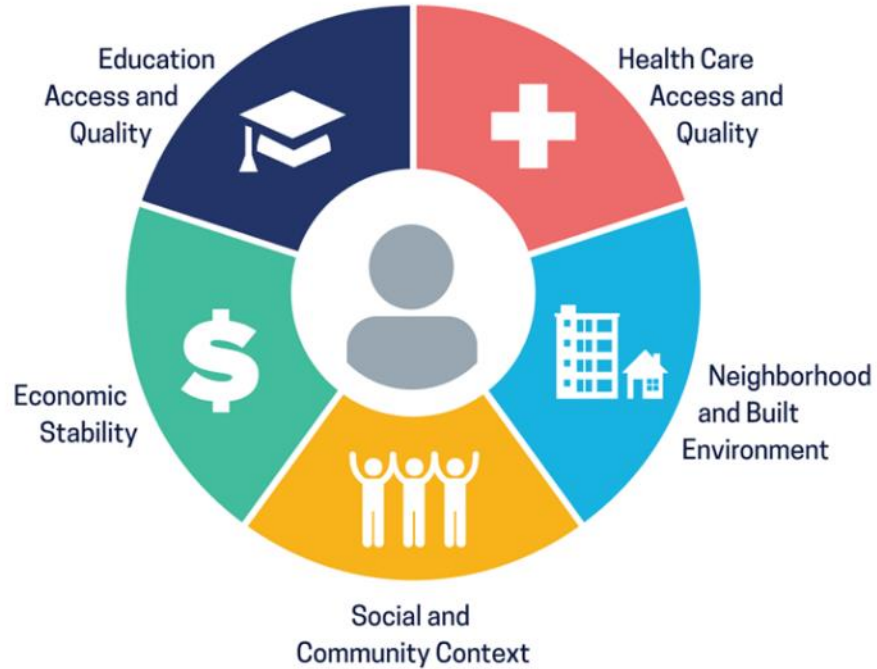 Education
Access and
Quality
Health Care
Access and
Quality
Economic
Stability
Neighborhood
and Built
Environment
Social and
Community Context